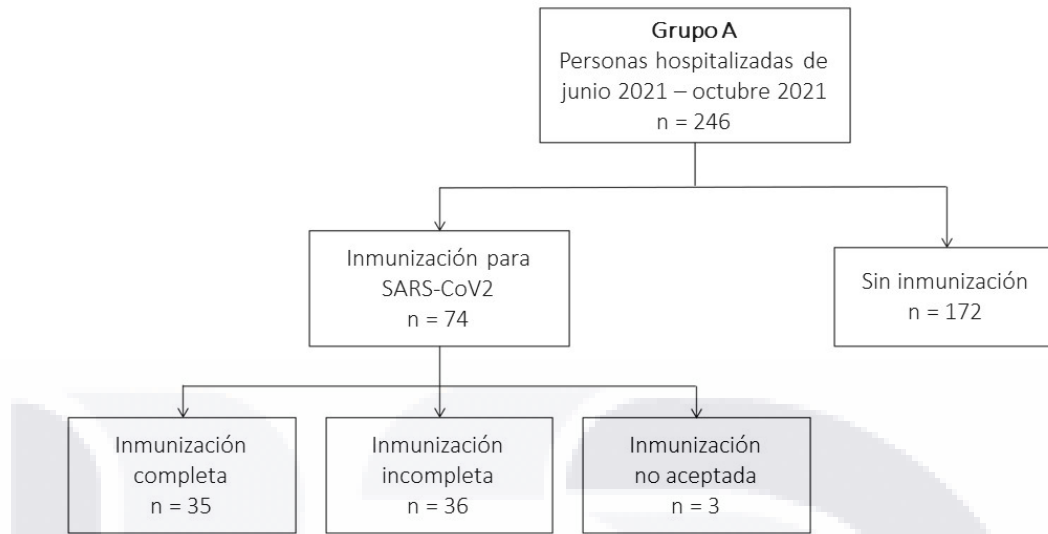 Grupo A
Personas hospitalizadas de
junio 2021 – octubre 2021
n = 246
Inmunización para
SARS-CoV2
n = 74
Sin inmunización
n = 172
Inmunización
completa
n = 35
Inmunización
incompleta
n = 36
Inmunización
no aceptada
n = 3